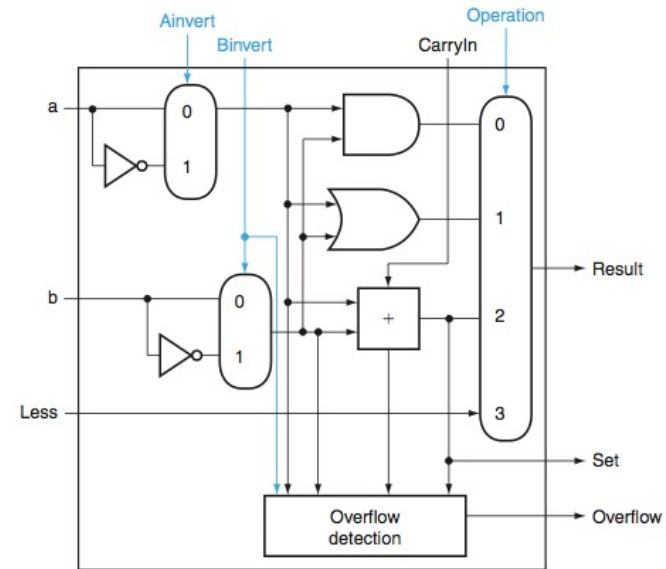 Operation
Ainvert
Binvert
CarryIn
a
0
0
1
1
Result
b
0
+
2
1
Less
3
Set
Overflow
detection
Overflow